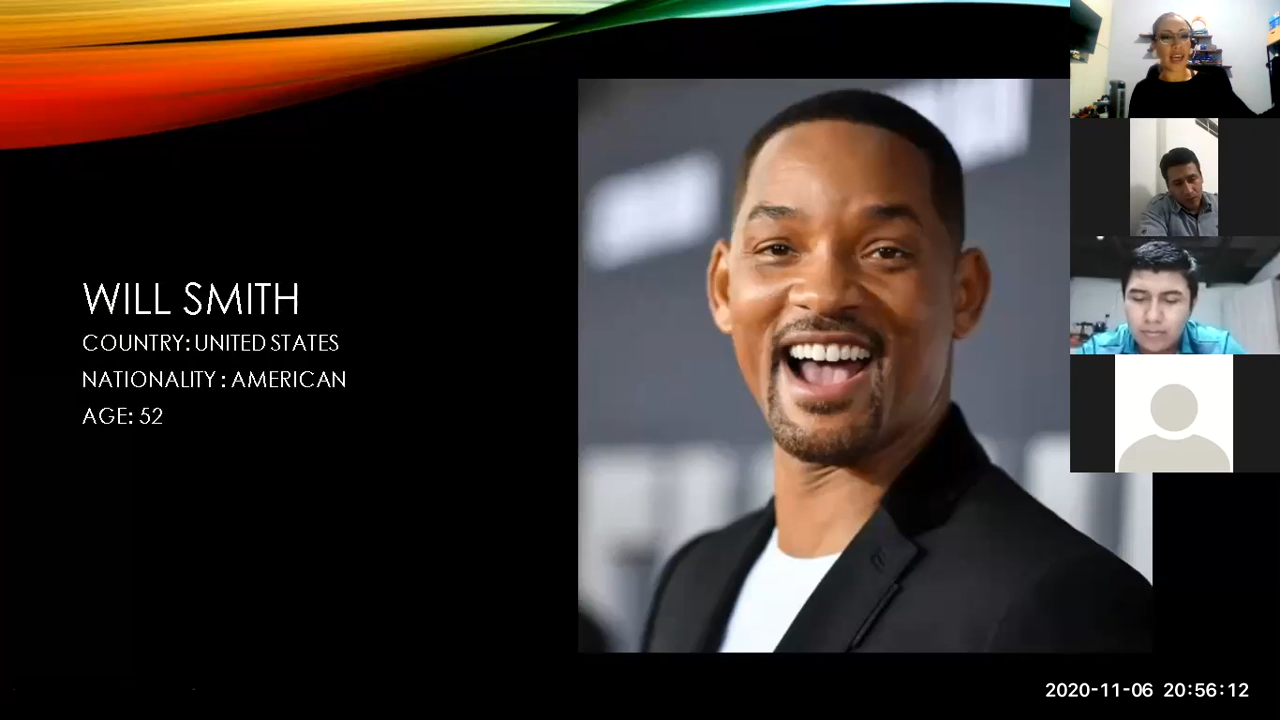 WILL SMITH
COUNTRY: UNITED STATES
NATIONALITY : AMERICAN
AGE: 52
2020-11-06 20:56:12